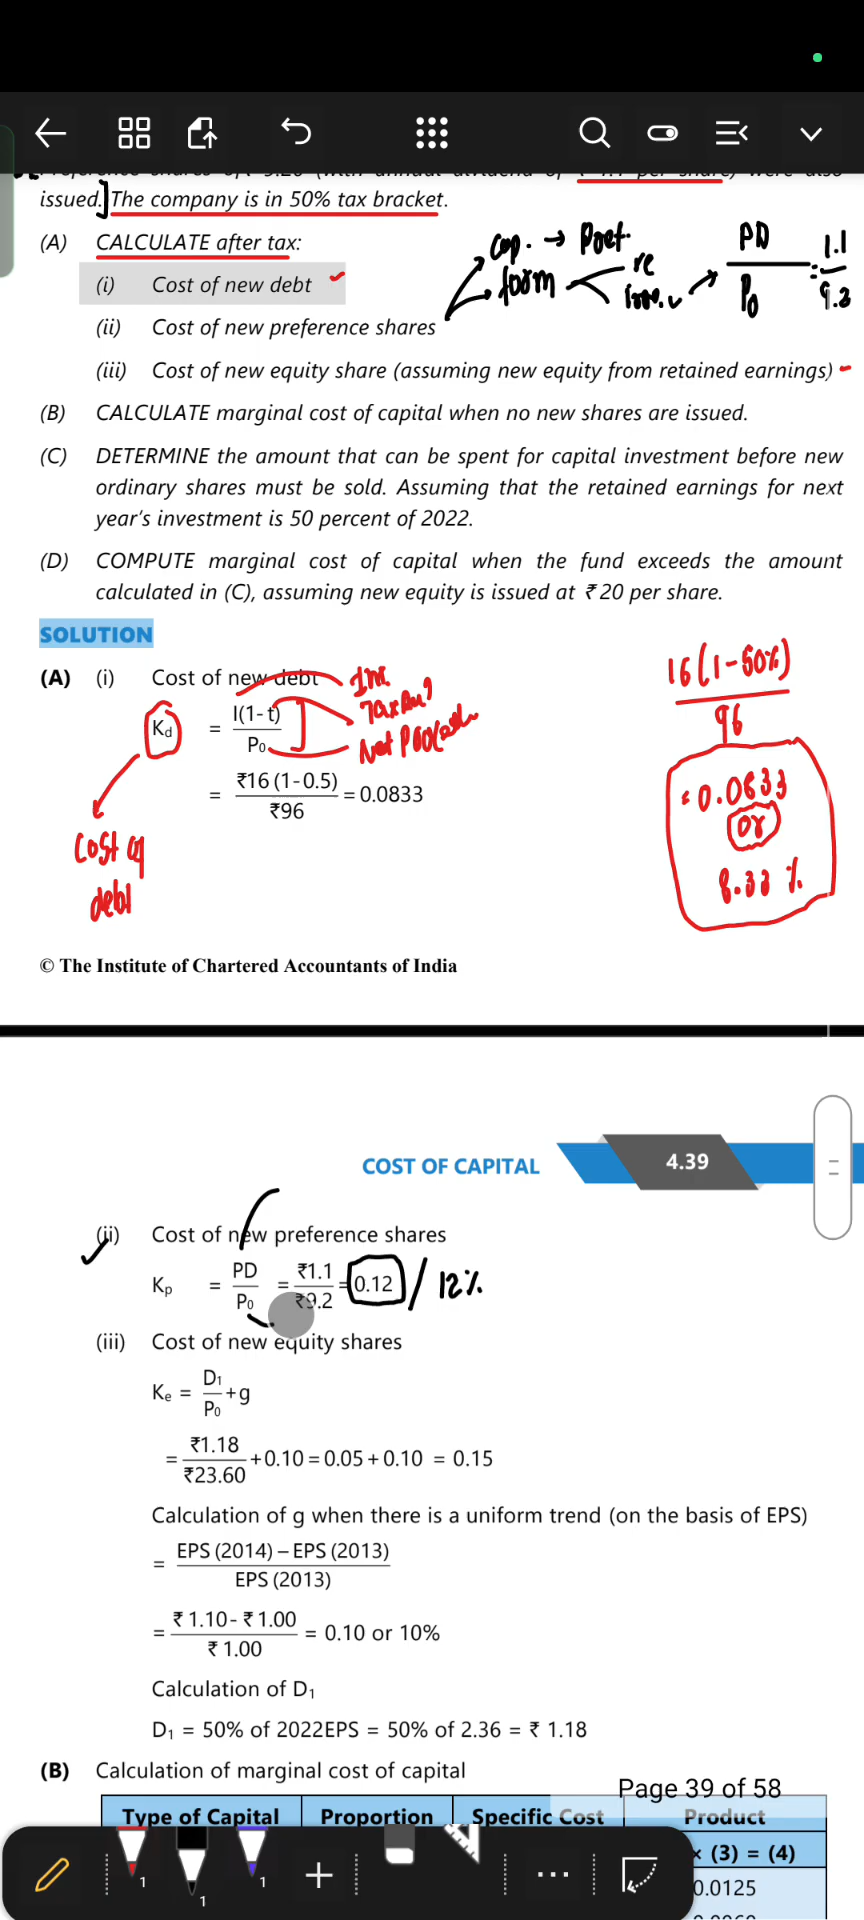 issued. The company is in 50% tax bracket.
(A) CALCULATE after tax:
(i) Cost of new debt
(ii) Cost of new preference shares
(iii) Cost of new equity share (assuming new equity from retained earnings)
cap. → Pref.
form
re
irre.
PD
P0
= 1.1
9.2
(B) CALCULATE marginal cost of capital when no new shares are issued.
(C) DETERMINE the amount that can be spent for capital investment before new
ordinary shares must be sold. Assuming that the retained earnings for next
year's investment is 50 percent of 2022.
(D) COMPUTE marginal cost of capital when the fund exceeds the amount
calculated in (C), assuming new equity is issued at ₹ 20 per share.
SOLUTION
(A) (i) Cost of new debt
Kd = I(1-t)
P0
Int.
Net
= ₹16 (1-0.5) = 0.0833
₹96
Cost of
debt
16(1-50%)
96
= 0.0833
or
8.33 %
© The Institute of Chartered Accountants of India
COST OF CAPITAL 4.39
(ii) Cost of new preference shares
Kp = PD = ₹1.1 = 0.12 / 12%
P0 ₹9.2
(iii) Cost of new equity shares
Ke = D1 +g
P0
= ₹1.18 +0.10 = 0.05 + 0.10 = 0.15
₹23.60
Calculation of g when there is a uniform trend (on the basis of EPS)
= EPS (2014) – EPS (2013)
EPS (2013)
= ₹ 1.10 - ₹ 1.00 = 0.10 or 10%
₹ 1.00
Calculation of D1
D1 = 50% of 2022EPS = 50% of 2.36 = ₹ 1.18
(B) Calculation of marginal cost of capital
Page 39 of 58
Type of Capital Proportion Specific Cost Product
× (3) = (4)
0.0125
1 1 1